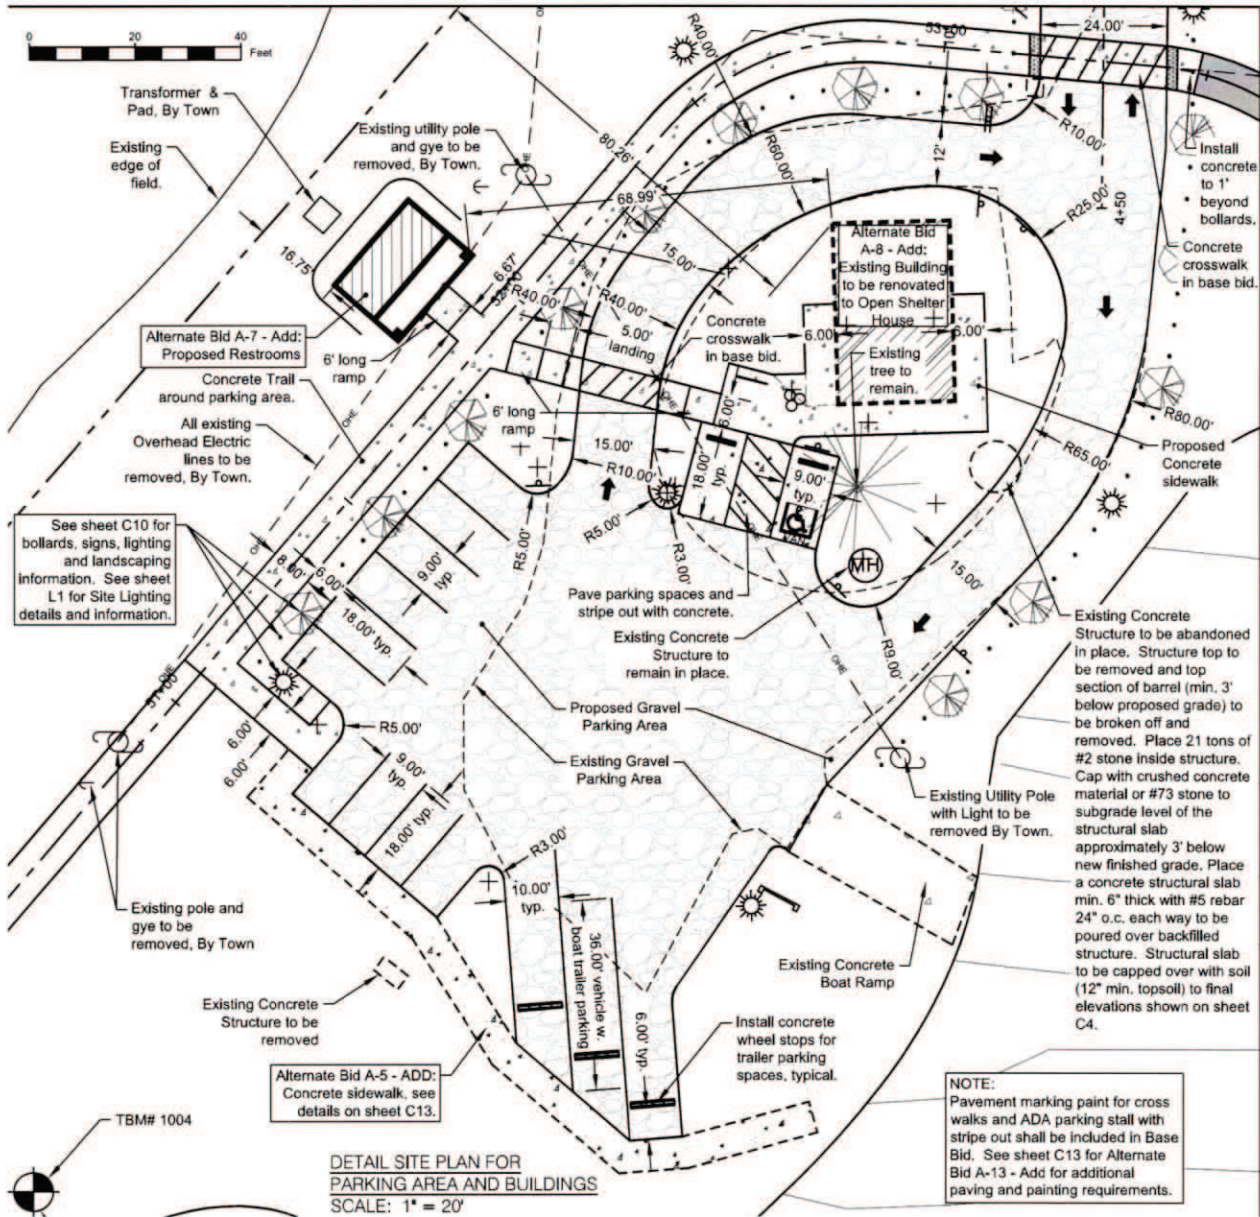 0
20
40
Feet
Transformer &
Pad, By Town
Existing
edge of
field.
Existing utility pole
and gye to be
removed, By Town.
80.26'
68.99'
R40.00'
R60.00'
53+00
24.00'
R10.00'
12'
R25.00'
4+50
Install
concrete
to 1'
beyond
bollards.
Concrete
crosswalk
in base bid.
16.75'
6.67'
15.00'
OHE
R40.00'
R40.00'
5.00'
landing
Alternate Bid
A-8 - Add:
Existing Building
to be renovated
to Open Shelter
House
6.00'
6.00'
Existing
tree to
remain.
Concrete
crosswalk
in base bid.
Alternate Bid A-7 - Add:
Proposed Restrooms
6' long
ramp
Concrete Trail
around parking area.
All existing
Overhead Electric
lines to be
removed, By Town.
OHE
OHE
6' long
ramp
15.00'
R10.00'
6.00'
18.00'
typ.
9.00'
typ.
VAN
R80.00'
R65.00'
Proposed
Concrete
sidewalk
See sheet C10 for
bollards, signs, lighting
and landscaping
information. See sheet
L1 for Site Lighting
details and information.
OHE
8.00'
6.00'
18.00' typ.
9.00'
typ.
R5.00'
R5.00'
R3.00'
MH
15.00'
R9.00'
OHE
Pave parking spaces and
stripe out with concrete.
Existing Concrete
Structure to
remain in place.
Existing Concrete
Structure to be abandoned
in place. Structure top to
be removed and top
section of barrel (min. 3'
below proposed grade) to
be broken off and
removed. Place 21 tons of
#2 stone inside structure.
Cap with crushed concrete
material or #73 stone to
subgrade level of the
structural slab
approximately 3' below
new finished grade. Place
a concrete structural slab
min. 6" thick with #5 rebar
24" o.c. each way to be
poured over backfilled
structure. Structural slab
to be capped over with soil
(12" min. topsoil) to final
elevations shown on sheet
C4.
51+00
6.00'
6.00'
R5.00'
9.00'
typ.
18.00' typ.
Proposed Gravel
Parking Area
Existing Gravel
Parking Area
Existing Utility Pole
with Light to be
removed By Town.
R3.00'
10.00'
typ.
36.00' vehicle w.
boat trailer parking
6.00' typ.
Existing pole and
gye to be
removed, By Town
Existing Concrete
Structure to be
removed
Existing Concrete
Boat Ramp
Install concrete
wheel stops for
trailer parking
spaces, typical.
Alternate Bid A-5 - ADD:
Concrete sidewalk, see
details on sheet C13.
TBM# 1004
NOTE:
Pavement marking paint for cross
walks and ADA parking stall with
stripe out shall be included in Base
Bid. See sheet C13 for Alternate
Bid A-13 - Add for additional
paving and painting requirements.
DETAIL SITE PLAN FOR
PARKING AREA AND BUILDINGS
SCALE: 1" = 20'